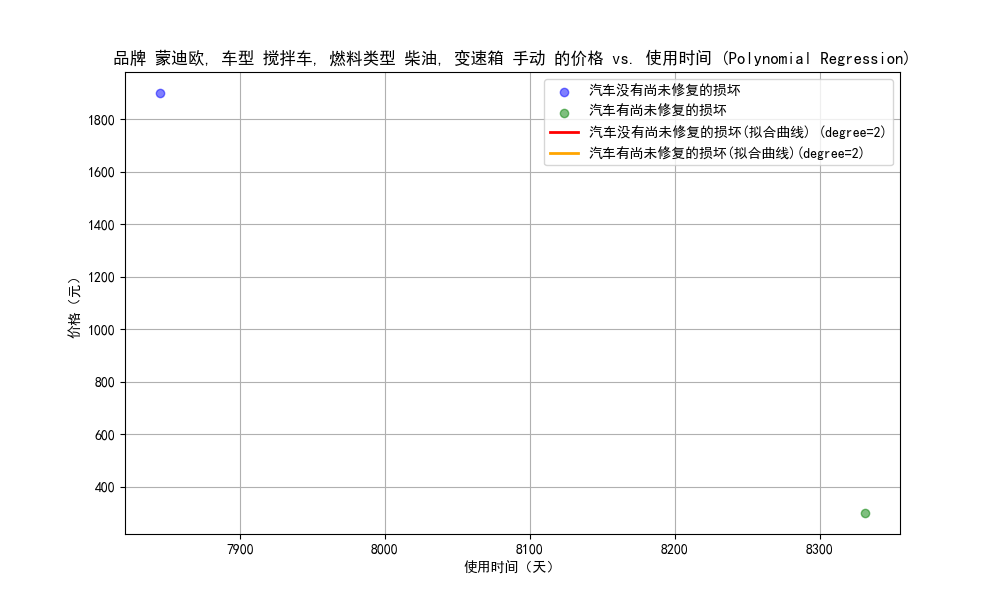 品牌 蒙迪欧, 车型 搅拌车, 燃料类型 柴油, 变速箱 手动 的价格 vs. 使用时间 (Polynomial Regression)
汽车没有尚未修复的损坏
汽车有尚未修复的损坏
汽车没有尚未修复的损坏(拟合曲线) (degree=2)
汽车有尚未修复的损坏(拟合曲线)(degree=2)
价格（元）
1800
1600
1400
1200
1000
800
600
400
7900 8000 8100 8200 8300
使用时间（天）